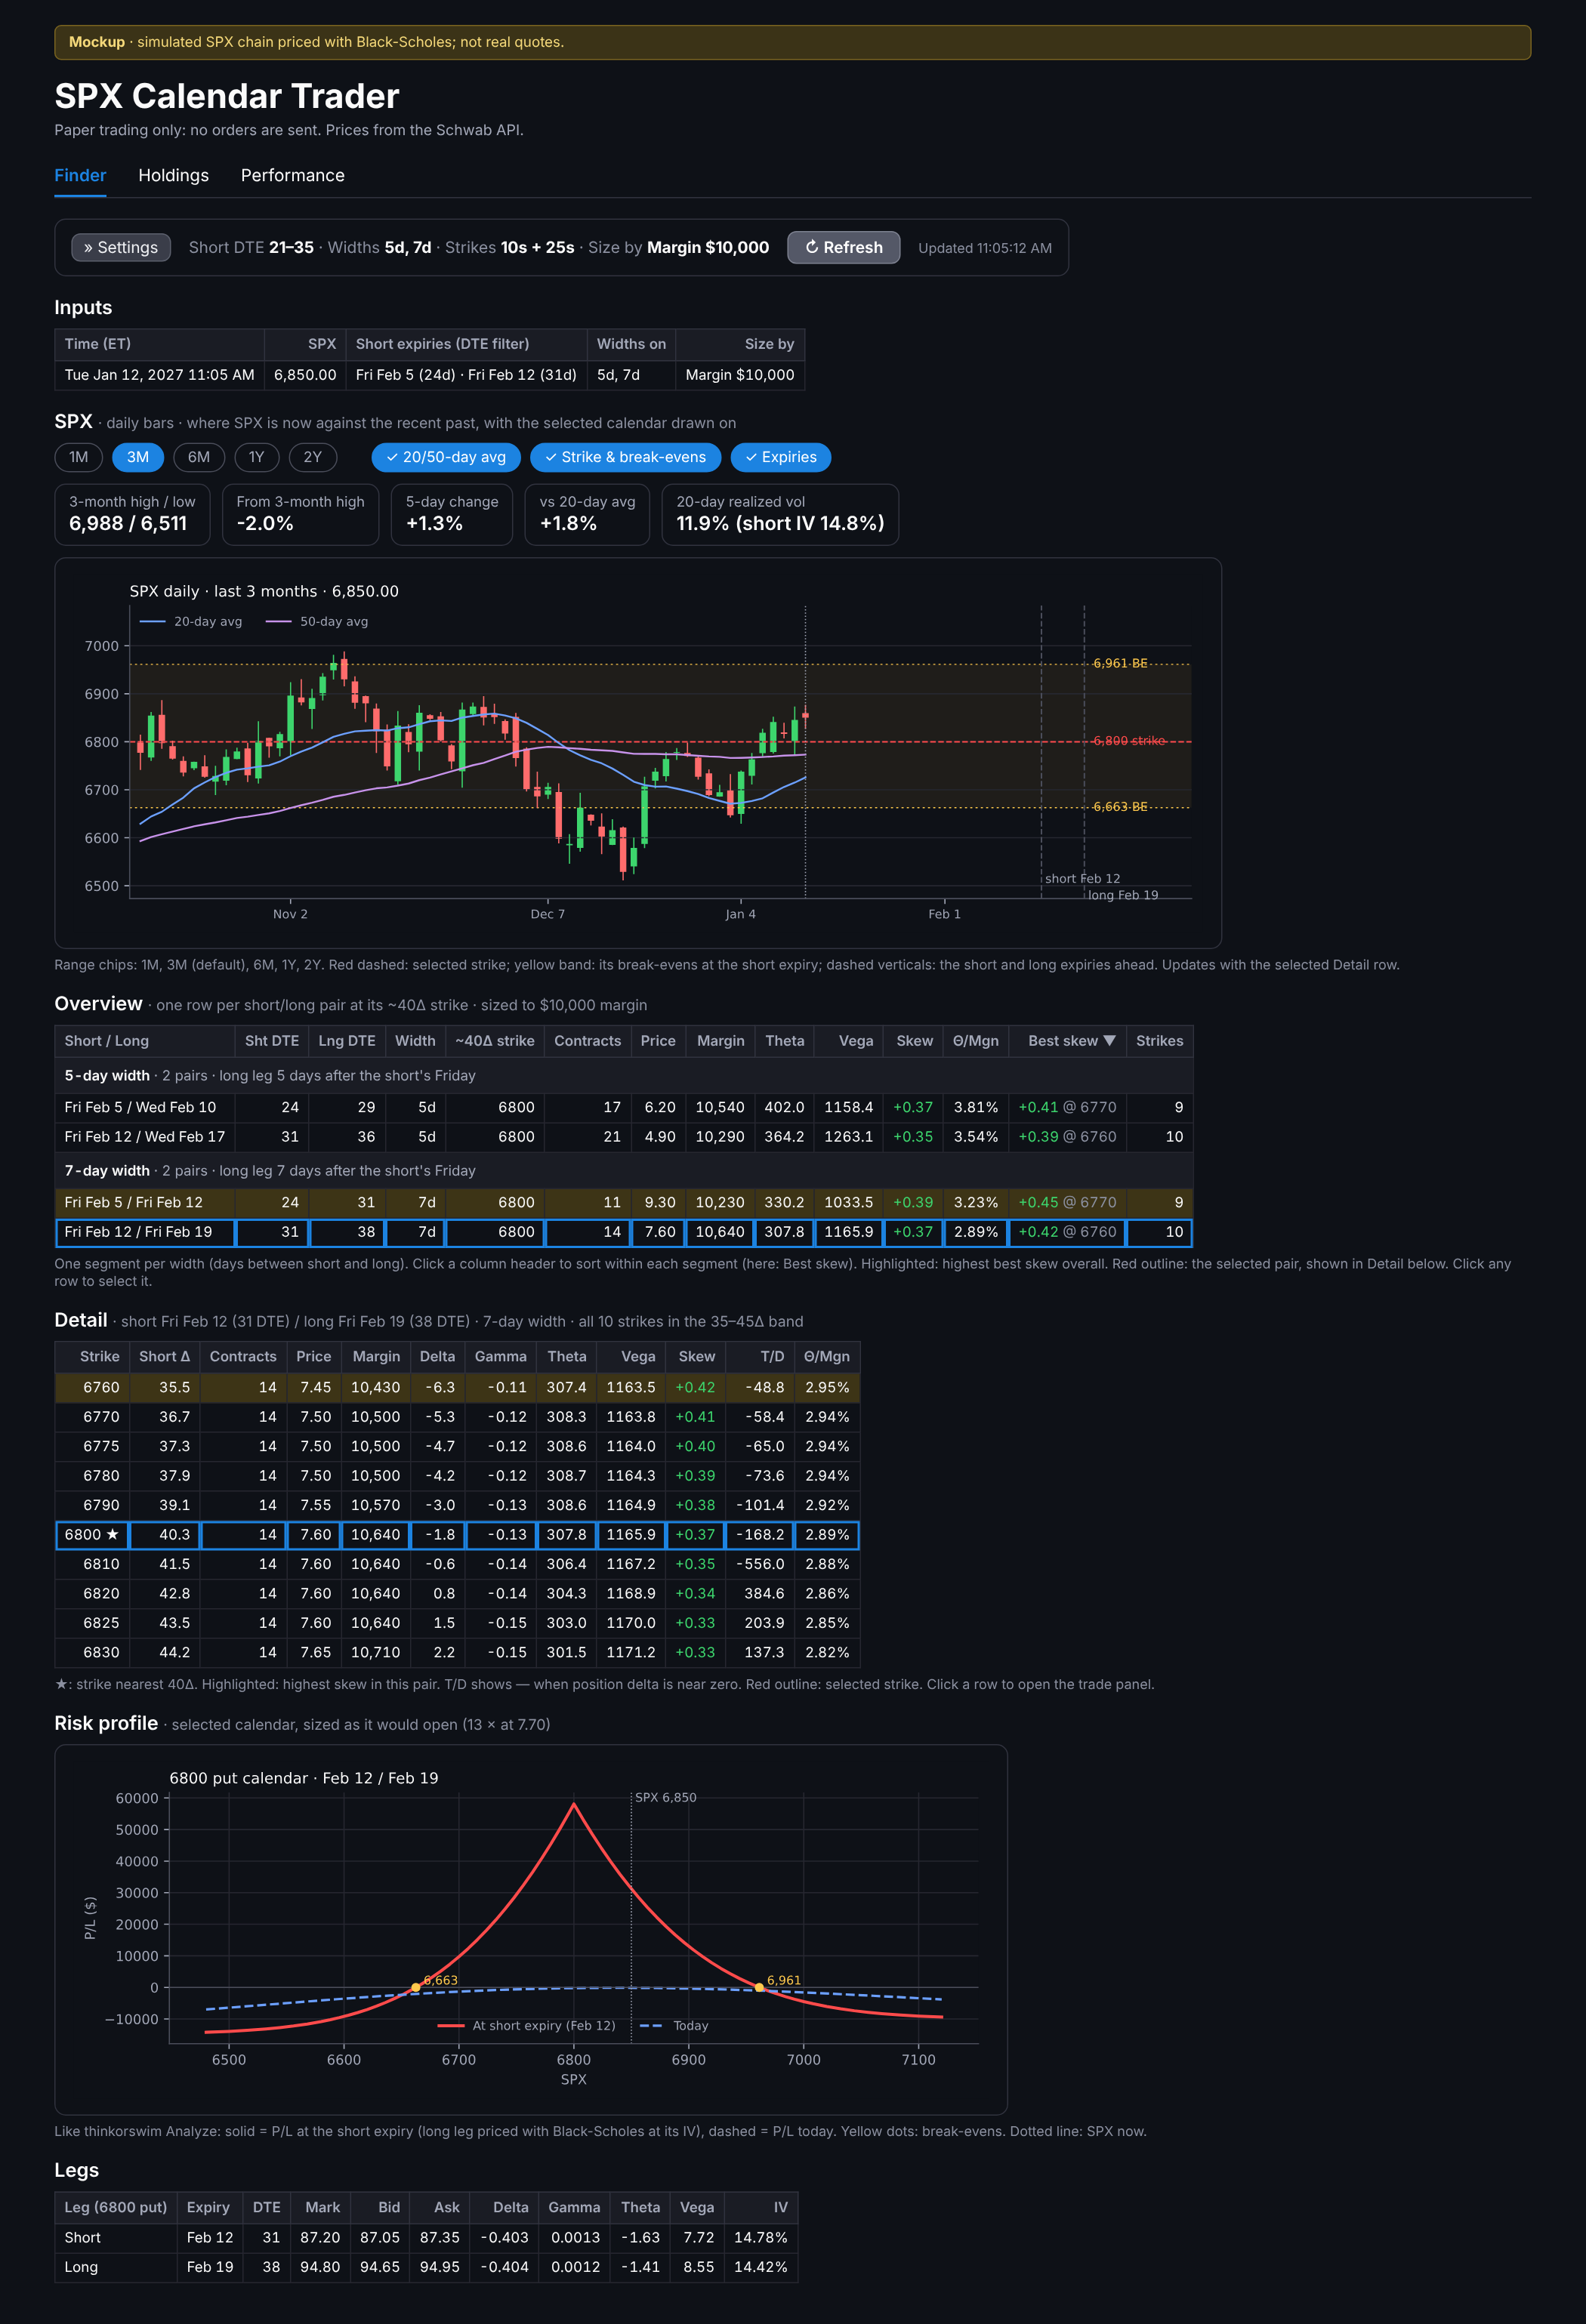 Mockup · simulated SPX chain priced with Black-Scholes; not real quotes.
SPX Calendar Trader
Paper trading only: no orders are sent. Prices from the Schwab API.
Finder Holdings Performance
» Settings Short DTE 21–35 · Widths 5d, 7d · Strikes 10s + 25s · Size by Margin $10,000 ↻ Refresh Updated 11:05:12 AM
Inputs
Time (ET) SPX Short expiries (DTE filter) Widths on Size by
Tue Jan 12, 2027 11:05 AM 6,850.00 Fri Feb 5 (24d) · Fri Feb 12 (31d) 5d, 7d Margin $10,000
SPX · daily bars · where SPX is now against the recent past, with the selected calendar drawn on
1M 3M 6M 1Y 2Y ✓ 20/50-day avg ✓ Strike & break-evens ✓ Expiries
3-month high / low From 3-month high 5-day change vs 20-day avg 20-day realized vol
6,988 / 6,511 -2.0% +1.3% +1.8% 11.9% (short IV 14.8%)
SPX daily · last 3 months · 6,850.00
20-day avg 50-day avg
7000
6,961 BE
6900
6800
6,800 strike
6700
6,663 BE
6600
6500
short Feb 12
long Feb 19
Nov 2 Dec 7 Jan 4 Feb 1
Range chips: 1M, 3M (default), 6M, 1Y, 2Y. Red dashed: selected strike; yellow band: its break-evens at the short expiry; dashed verticals: the short and long expiries ahead. Updates with the selected Detail row.
Overview · one row per short/long pair at its ~40Δ strike · sized to $10,000 margin
Short / Long Sht DTE Lng DTE Width ~40Δ strike Contracts Price Margin Theta Vega Skew Θ/Mgn Best skew ▼ Strikes
5-day width · 2 pairs · long leg 5 days after the short's Friday
Fri Feb 5 / Wed Feb 10 24 29 5d 6800 17 6.20 10,540 402.0 1158.4 +0.37 3.81% +0.41 @ 6770 9
Fri Feb 12 / Wed Feb 17 31 36 5d 6800 21 4.90 10,290 364.2 1263.1 +0.35 3.54% +0.39 @ 6760 10
7-day width · 2 pairs · long leg 7 days after the short's Friday
Fri Feb 5 / Fri Feb 12 24 31 7d 6800 11 9.30 10,230 330.2 1033.5 +0.39 3.23% +0.45 @ 6770 9
Fri Feb 12 / Fri Feb 19 31 38 7d 6800 14 7.60 10,640 307.8 1165.9 +0.37 2.89% +0.42 @ 6760 10
One segment per width (days between short and long). Click a column header to sort within each segment (here: Best skew). Highlighted: highest best skew overall. Red outline: the selected pair, shown in Detail below. Click any
row to select it.
Detail · short Fri Feb 12 (31 DTE) / long Fri Feb 19 (38 DTE) · 7-day width · all 10 strikes in the 35–45Δ band
Strike Short Δ Contracts Price Margin Delta Gamma Theta Vega Skew T/D Θ/Mgn
6760 35.5 14 7.45 10,430 -6.3 -0.11 307.4 1163.5 +0.42 -48.8 2.95%
6770 36.7 14 7.50 10,500 -5.3 -0.12 308.3 1163.8 +0.41 -58.4 2.94%
6775 37.3 14 7.50 10,500 -4.7 -0.12 308.6 1164.0 +0.40 -65.0 2.94%
6780 37.9 14 7.50 10,500 -4.2 -0.12 308.7 1164.3 +0.39 -73.6 2.94%
6790 39.1 14 7.55 10,570 -3.0 -0.13 308.6 1164.9 +0.38 -101.4 2.92%
6800 ★ 40.3 14 7.60 10,640 -1.8 -0.13 307.8 1165.9 +0.37 -168.2 2.89%
6810 41.5 14 7.60 10,640 -0.6 -0.14 306.4 1167.2 +0.35 -556.0 2.88%
6820 42.8 14 7.60 10,640 0.8 -0.14 304.3 1168.9 +0.34 384.6 2.86%
6825 43.5 14 7.60 10,640 1.5 -0.15 303.0 1170.0 +0.33 203.9 2.85%
6830 44.2 14 7.65 10,710 2.2 -0.15 301.5 1171.2 +0.33 137.3 2.82%
★: strike nearest 40Δ. Highlighted: highest skew in this pair. T/D shows — when position delta is near zero. Red outline: selected strike. Click a row to open the trade panel.
Risk profile · selected calendar, sized as it would open (13 × at 7.70)
6800 put calendar · Feb 12 / Feb 19
60000
SPX 6,850
50000
40000
30000
20000
10000
0
−10000
P/L ($)
6,663 6,961
At short expiry (Feb 12) Today
6500 6600 6700 6800 6900 7000 7100
SPX
Like thinkorswim Analyze: solid = P/L at the short expiry (long leg priced with Black-Scholes at its IV), dashed = P/L today. Yellow dots: break-evens. Dotted line: SPX now.
Legs
Leg (6800 put) Expiry DTE Mark Bid Ask Delta Gamma Theta Vega IV
Short Feb 12 31 87.20 87.05 87.35 -0.403 0.0013 -1.63 7.72 14.78%
Long Feb 19 38 94.80 94.65 94.95 -0.404 0.0012 -1.41 8.55 14.42%